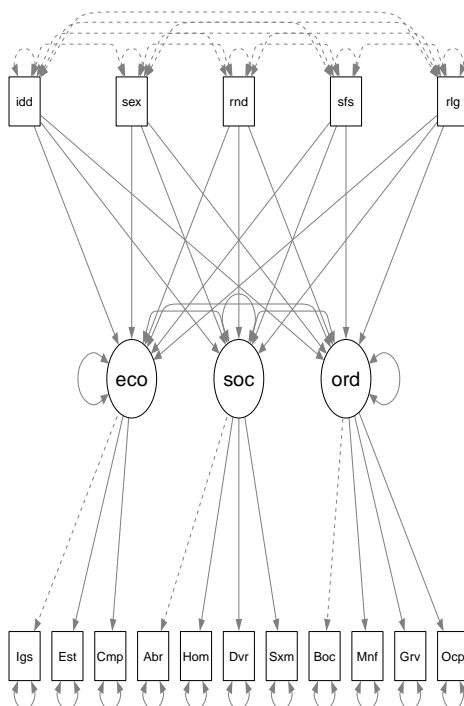 idd sex rnd sfs rlg
eco soc ord
Igs Est Cmp Abr Hom Dvr Sxm Boc Mnf Grv Ocp